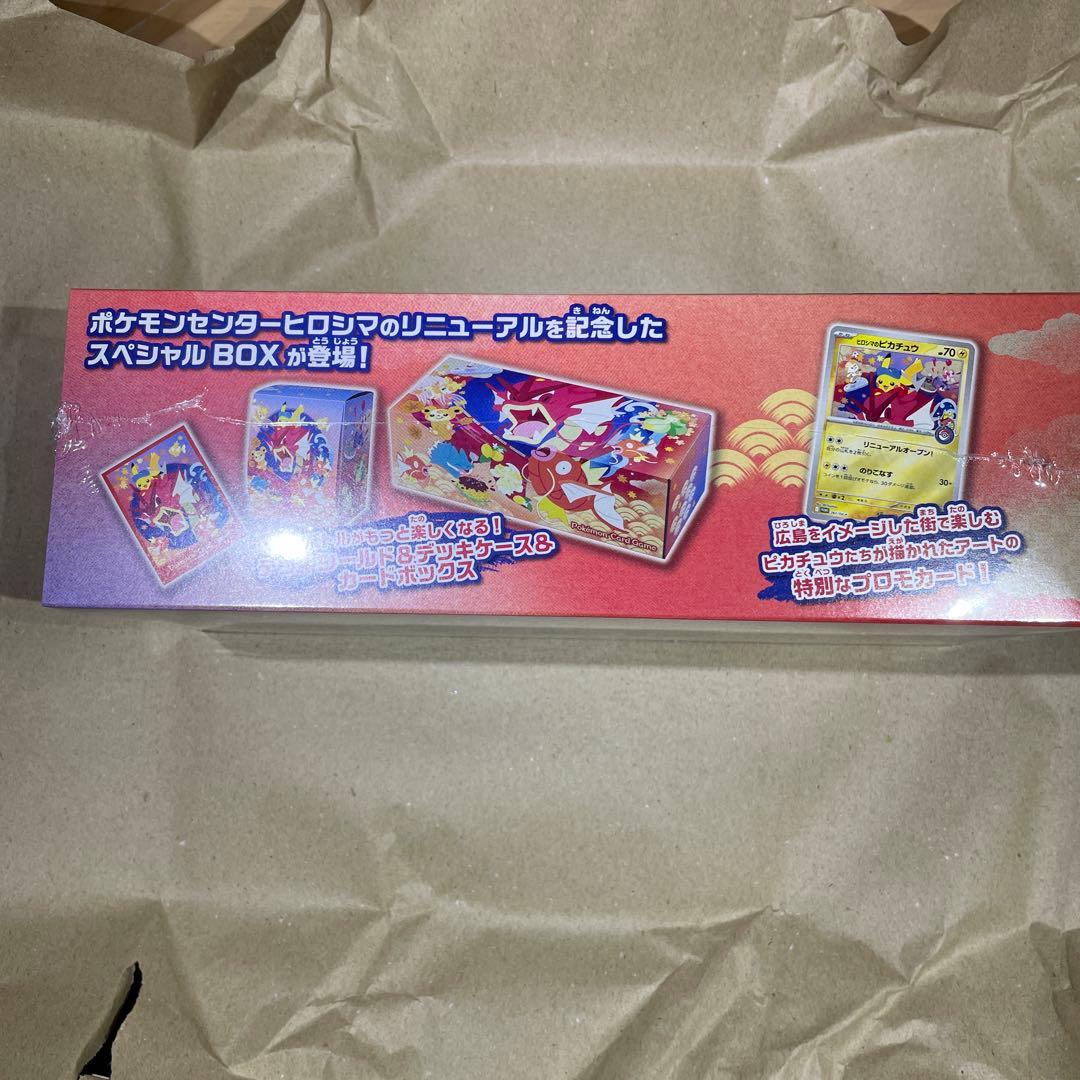 ポケモンセンターヒロシマのリニューアルを記念した
スペシャルBOXが登場!
ヒロシマのピカチュウ
70
リニューアルオープン!
のりこなす
30+
Pokémon Card Game
ルがもっと楽しくなる!
ールド&デッキケース&
カードボックス
広島をイメージした街で楽しむ
ピカチュウたちが描かれたアートの
特別なプロモカード!